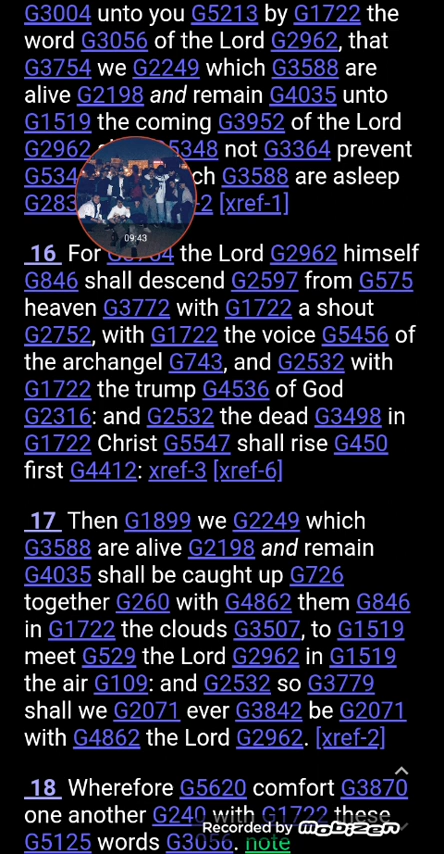 G3004 unto you G5213 by G1722 the
word G3056 of the Lord G2962, that
G3754 we G2249 which G3588 are
alive G2198 and remain G4035 unto
G1519 the coming G3952 of the Lord
G2962 5348 not G3364 prevent
G534 ch G3588 are asleep
G283 -2 [xref-1]
09:43
16 For the Lord G2962 himself
G846 shall descend G2597 from G575
heaven G3772 with G1722 a shout
G2752, with G1722 the voice G5456 of
the archangel G743, and G2532 with
G1722 the trump G4536 of God
G2316: and G2532 the dead G3498 in
G1722 Christ G5547 shall rise G450
first G4412: xref-3 [xref-6]
17 Then G1899 we G2249 which
G3588 are alive G2198 and remain
G4035 shall be caught up G726
together G260 with G4862 them G846
in G1722 the clouds G3507, to G1519
meet G529 the Lord G2962 in G1519
the air G109: and G2532 so G3779
shall we G2071 ever G3842 be G2071
with G4862 the Lord G2962. [xref-2]
18 Wherefore G5620 comfort G3870
one another G240 with G1722 these
G5125 words G3056. note
Recorded by mobizen